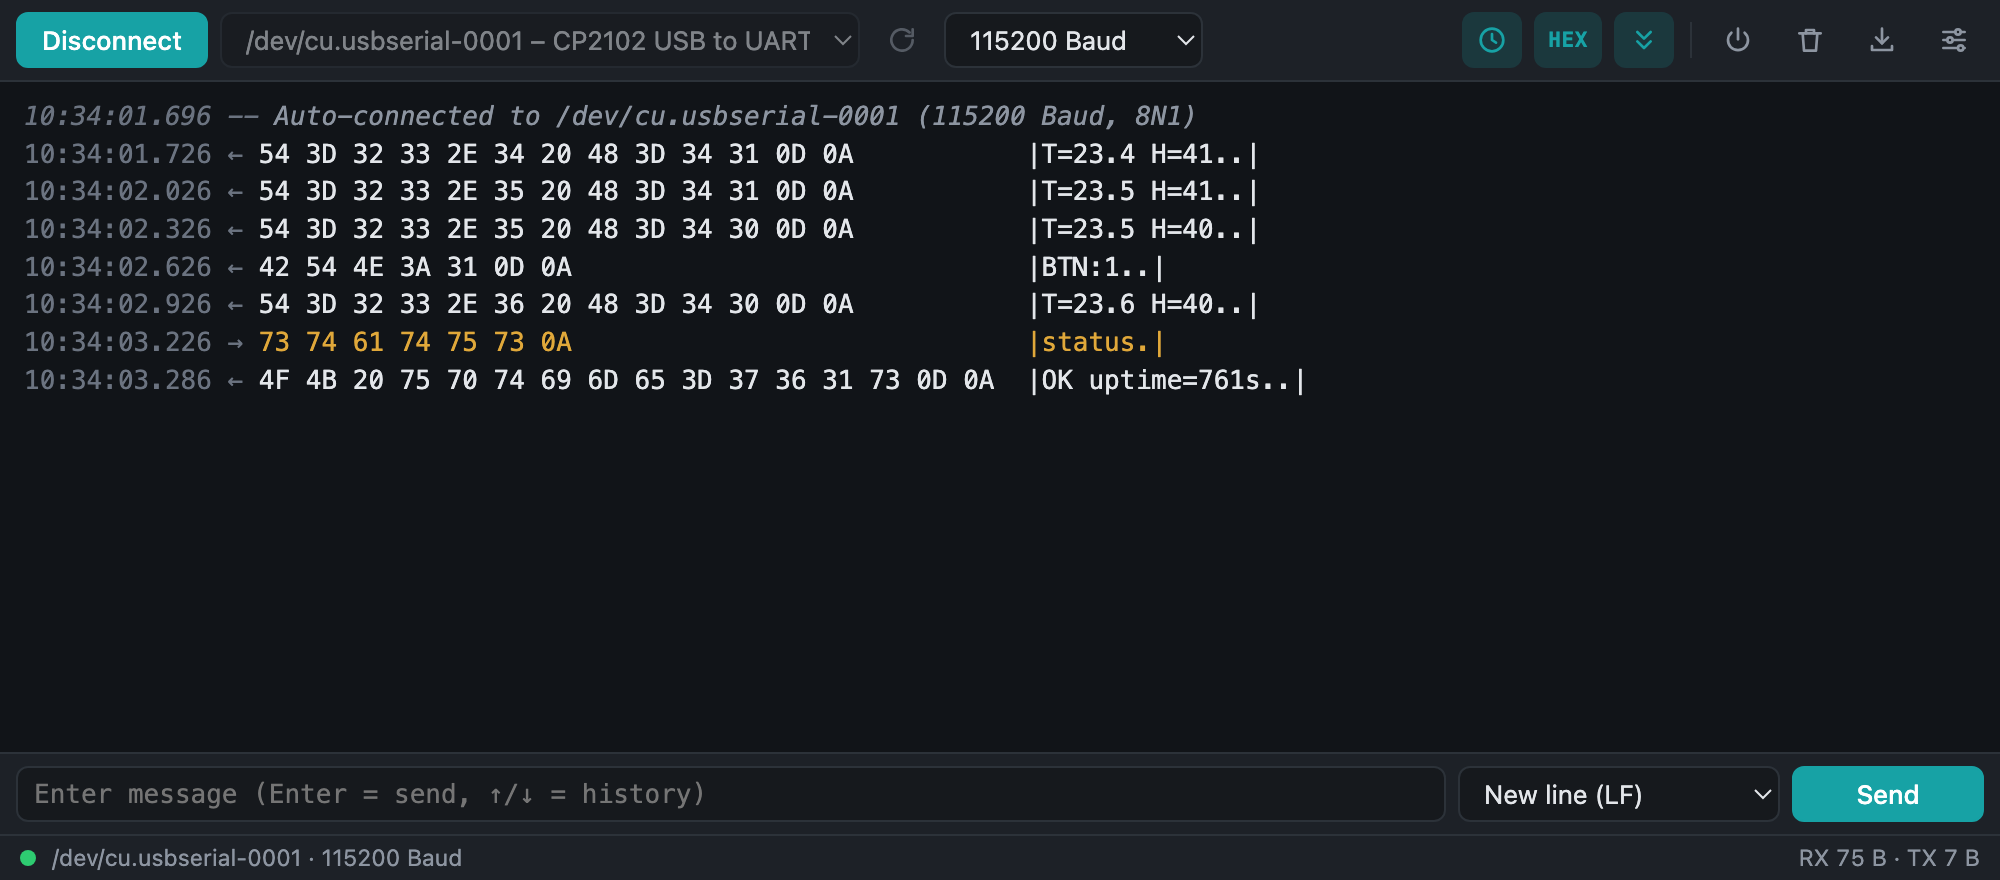 Disconnect /dev/cu.usbserial-0001 – CP2102 USB to UART 115200 Baud HEX
10:34:01.696 -- Auto-connected to /dev/cu.usbserial-0001 (115200 Baud, 8N1)
10:34:01.726 ← 54 3D 32 33 2E 34 20 48 3D 34 31 0D 0A |T=23.4 H=41..|
10:34:02.026 ← 54 3D 32 33 2E 35 20 48 3D 34 31 0D 0A |T=23.5 H=41..|
10:34:02.326 ← 54 3D 32 33 2E 35 20 48 3D 34 30 0D 0A |T=23.5 H=40..|
10:34:02.626 ← 42 54 4E 3A 31 0D 0A |BTN:1..|
10:34:02.926 ← 54 3D 32 33 2E 36 20 48 3D 34 30 0D 0A |T=23.6 H=40..|
10:34:03.226 → 73 74 61 74 75 73 0A |status.|
10:34:03.286 ← 4F 4B 20 75 70 74 69 6D 65 3D 37 36 31 73 0D 0A |OK uptime=761s..|
Enter message (Enter = send, ↑/↓ = history) New line (LF) Send
/dev/cu.usbserial-0001 · 115200 Baud RX 75 B · TX 7 B